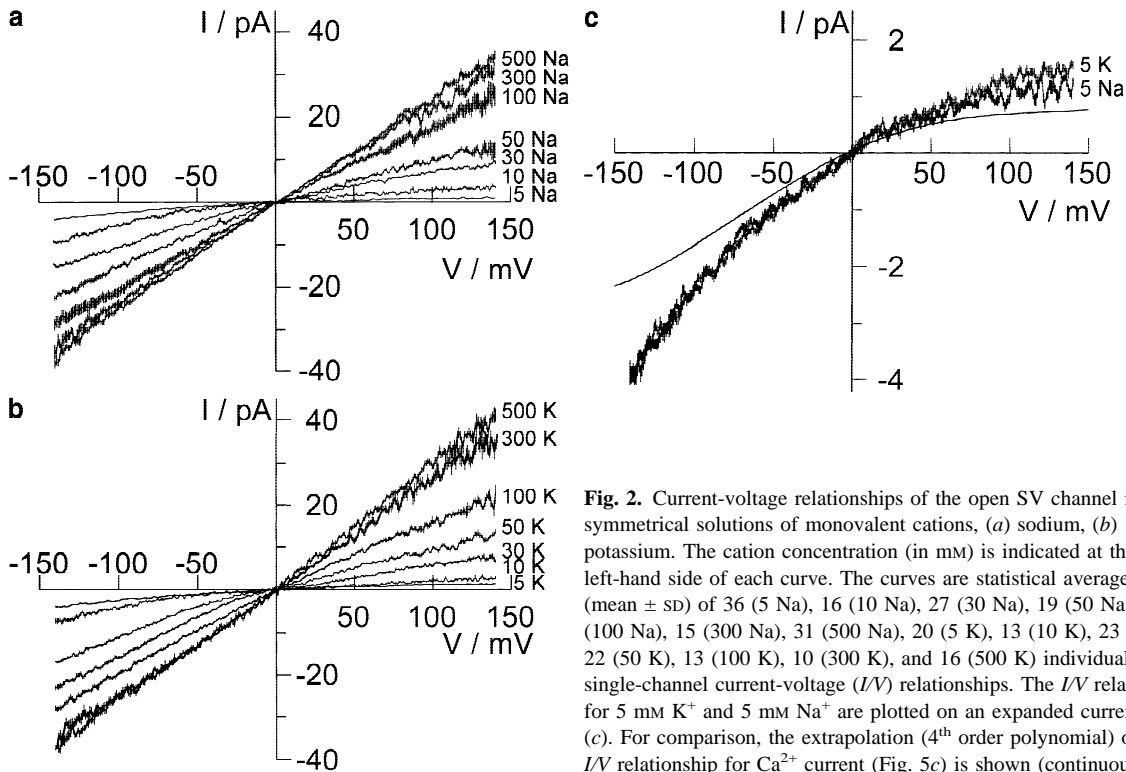 a
I / pA
40
500 Na
300 Na
100 Na
20
50 Na
30 Na
10 Na
5 Na
-150 -100 -50
50 100 150
V / mV
-20
-40
b
I / pA
40
500 K
300 K
100 K
20
50 K
30 K
10 K
5 K
-150 -100 -50
50 100 150
V / mV
-20
-40
c
I / pA
2
5 K
5 Na
-150 -100 -50
50 100 150
V / mV
-2
-4
Fig. 2. Current-voltage relationships of the open SV channel i
symmetrical solutions of monovalent cations, (a) sodium, (b)
potassium. The cation concentration (in mM) is indicated at th
left-hand side of each curve. The curves are statistical average
(mean ± SD) of 36 (5 Na), 16 (10 Na), 27 (30 Na), 19 (50 Na
(100 Na), 15 (300 Na), 31 (500 Na), 20 (5 K), 13 (10 K), 23
22 (50 K), 13 (100 K), 10 (300 K), and 16 (500 K) individual
single-channel current-voltage (I/V) relationships. The I/V rela
for 5 mM K⁺ and 5 mM Na⁺ are plotted on an expanded curren
(c). For comparison, the extrapolation (4th order polynomial) o
I/V relationship for Ca²⁺ current (Fig. 5c) is shown (continuous